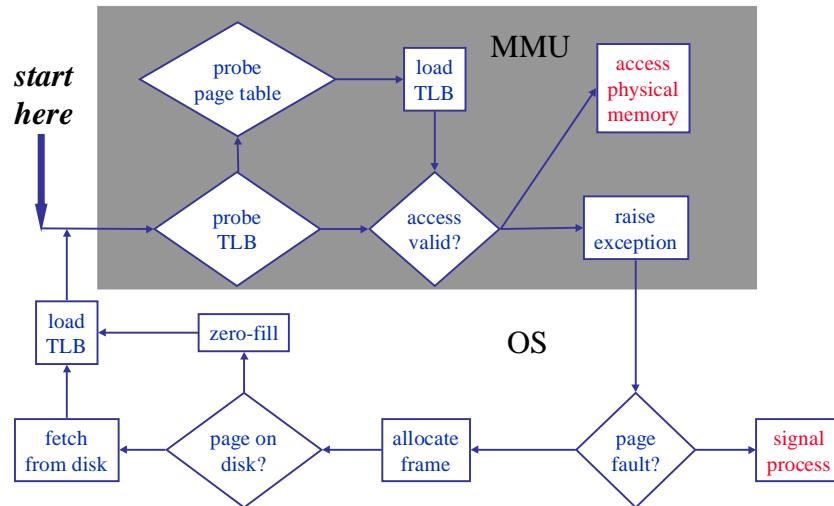 MMU
start
here
probe
page table
load
TLB
access
physical
memory
probe
TLB
access
valid?
raise
exception
load
TLB
zero-fill
OS
fetch
from disk
page on
disk?
allocate
frame
page
fault?
signal
process